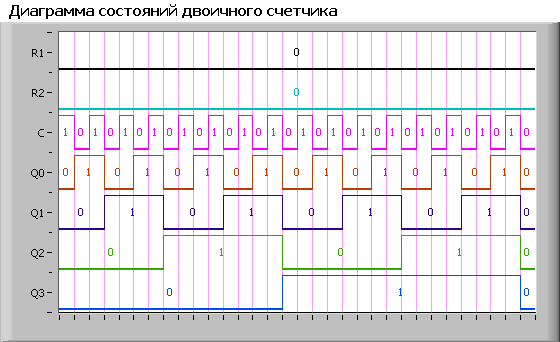 Диаграмма состояний двоичного счетчика
R1 0
R2 0
C 1 0 1 0 1 0 1 0 1 0 1 0 1 0 1 0 1 0 1 0 1 0 1 0 1 0 1 0 1 0 1 0
Q0 0 1 0 1 0 1 0 1 0 1 0 1 0 1 0 1 0
Q1 0 1 0 1 0 1 0 1 0
Q2 0 1 0 1 0
Q3 0 1 0